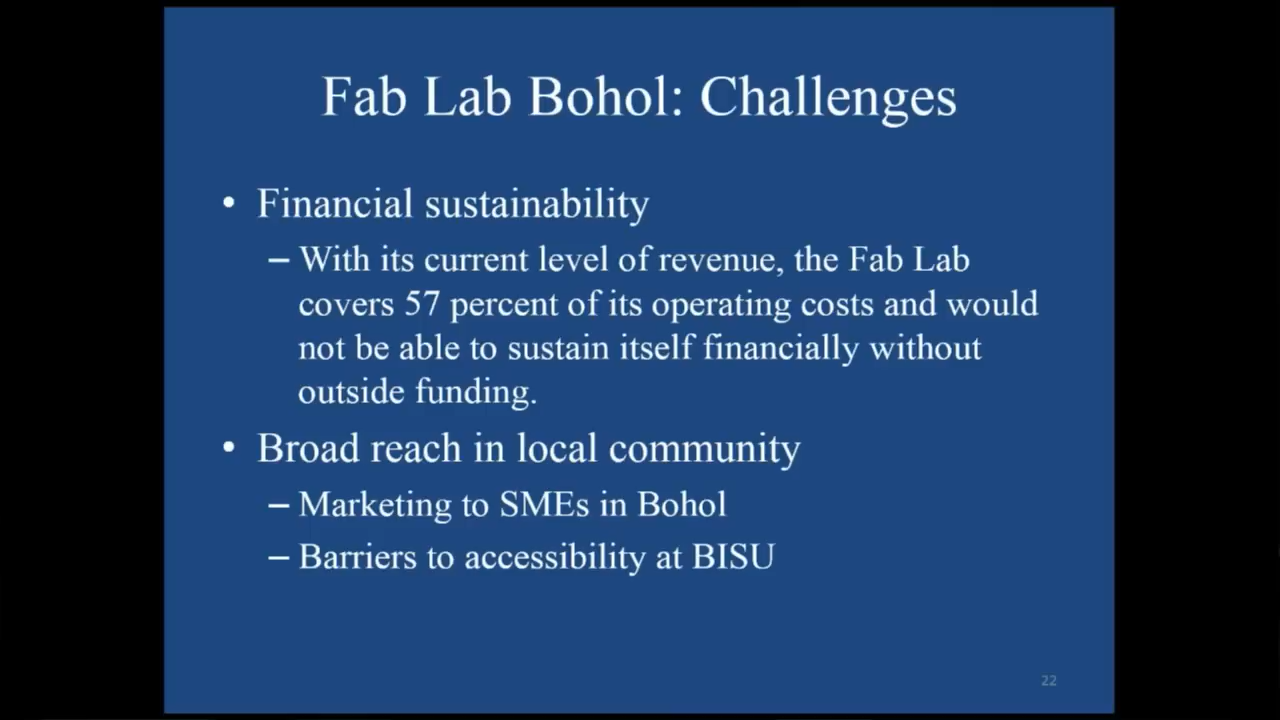 Fab Lab Bohol: Challenges
• Financial sustainability
– With its current level of revenue, the Fab Lab
covers 57 percent of its operating costs and would
not be able to sustain itself financially without
outside funding.
• Broad reach in local community
– Marketing to SMEs in Bohol
– Barriers to accessibility at BISU
22